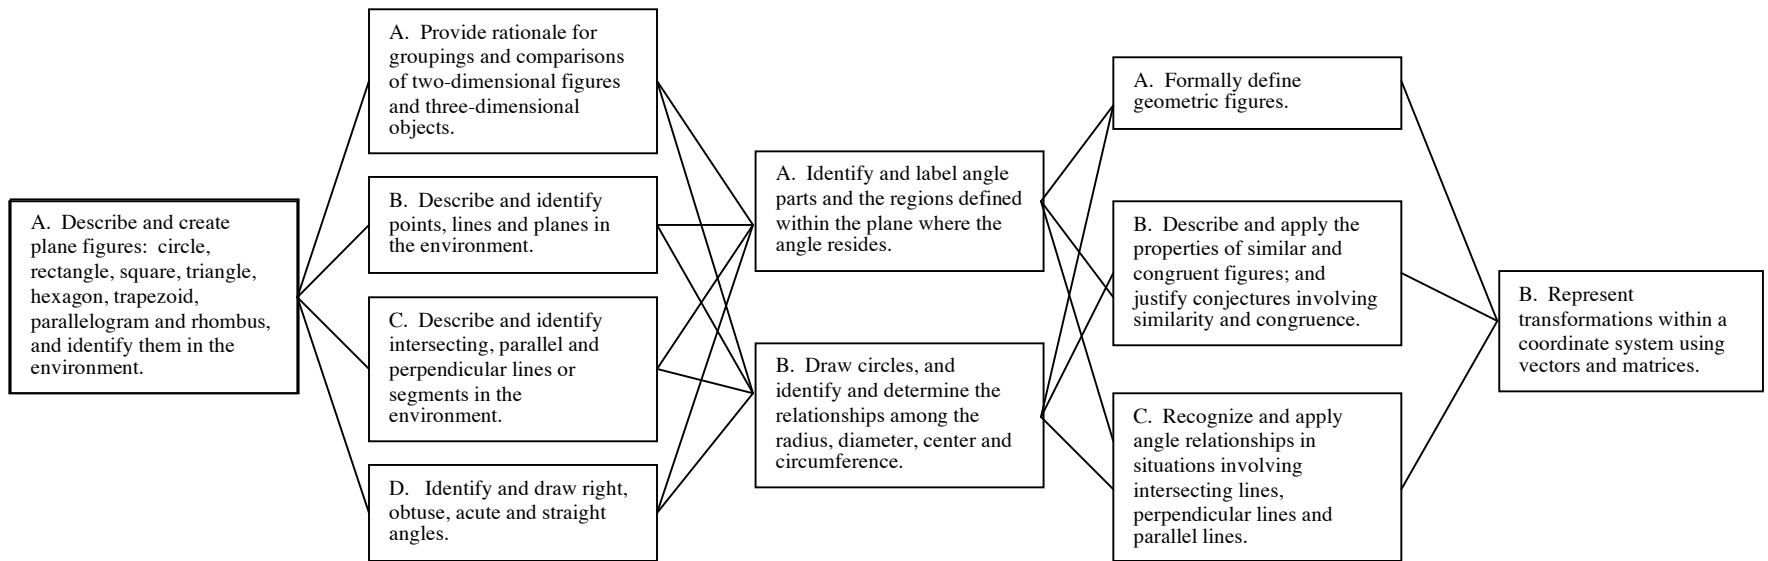 A. Describe and create
plane figures: circle,
rectangle, square, triangle,
hexagon, trapezoid,
parallelogram and rhombus,
and identify them in the
environment.
A. Provide rationale for
groupings and comparisons
of two-dimensional figures
and three-dimensional
objects.
B. Describe and identify
points, lines and planes in
the environment.
C. Describe and identify
intersecting, parallel and
perpendicular lines or
segments in the
environment.
D. Identify and draw right,
obtuse, acute and straight
angles.
A. Identify and label angle
parts and the regions defined
within the plane where the
angle resides.
B. Draw circles, and
identify and determine the
relationships among the
radius, diameter, center and
circumference.
A. Formally define
geometric figures.
B. Describe and apply the
properties of similar and
congruent figures; and
justify conjectures involving
similarity and congruence.
C. Recognize and apply
angle relationships in
situations involving
intersecting lines,
perpendicular lines and
parallel lines.
B. Represent
transformations within a
coordinate system using
vectors and matrices.